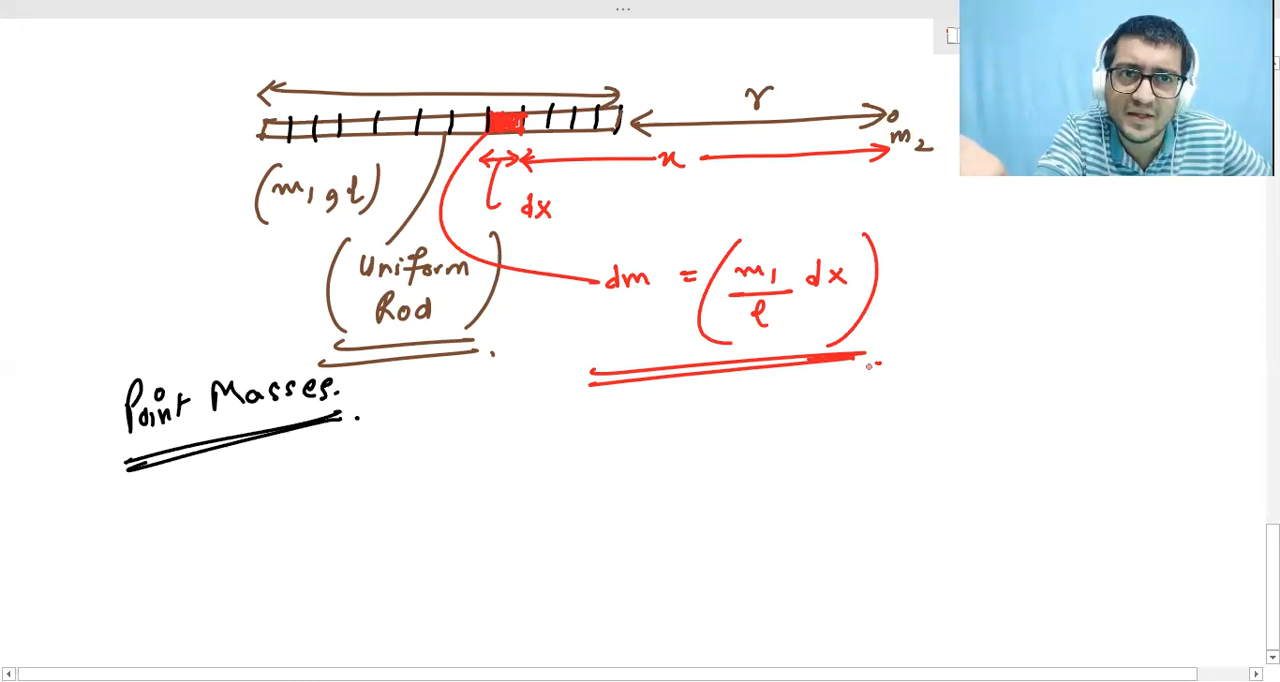 r
m2
x
(m1, l)
dx
(Uniform
Rod)
dm = (m1/l dx)
Point Masses.